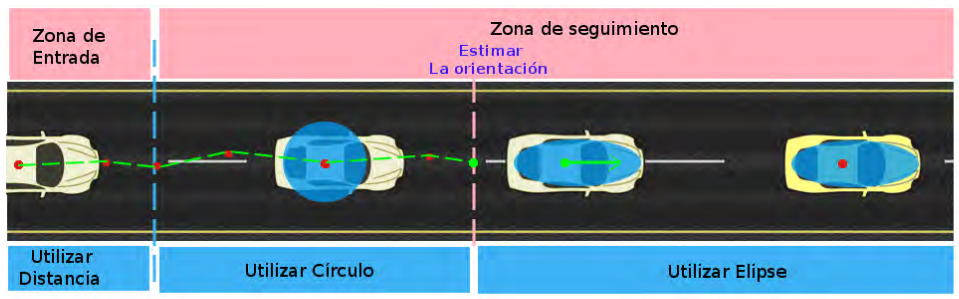 Zona de
Entrada
Zona de seguimiento
Estimar
La orientación
Utilizar
Distancia
Utilizar Círculo
Utilizar Elipse